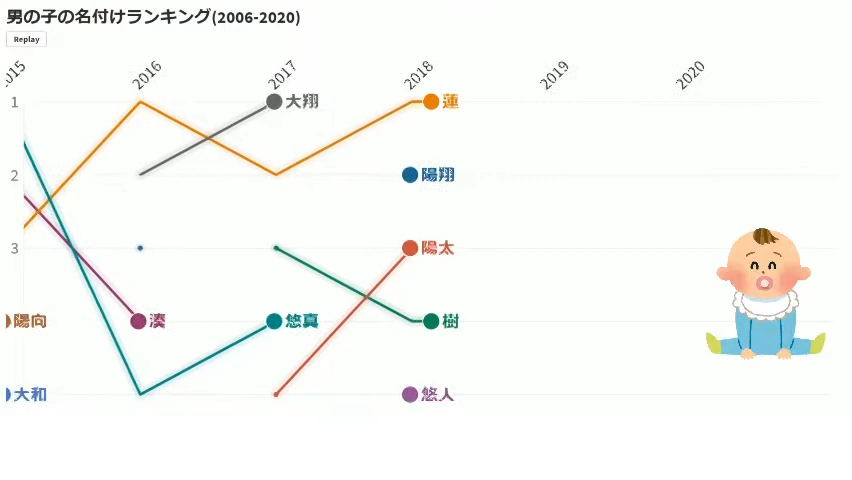 男の子の名付けランキング(2006-2020)
Replay
2016
2017
2018
2019
2020
1
大翔
蓮
2
陽翔
3
陽太
陽向
湊
悠真
樹
大和
悠人